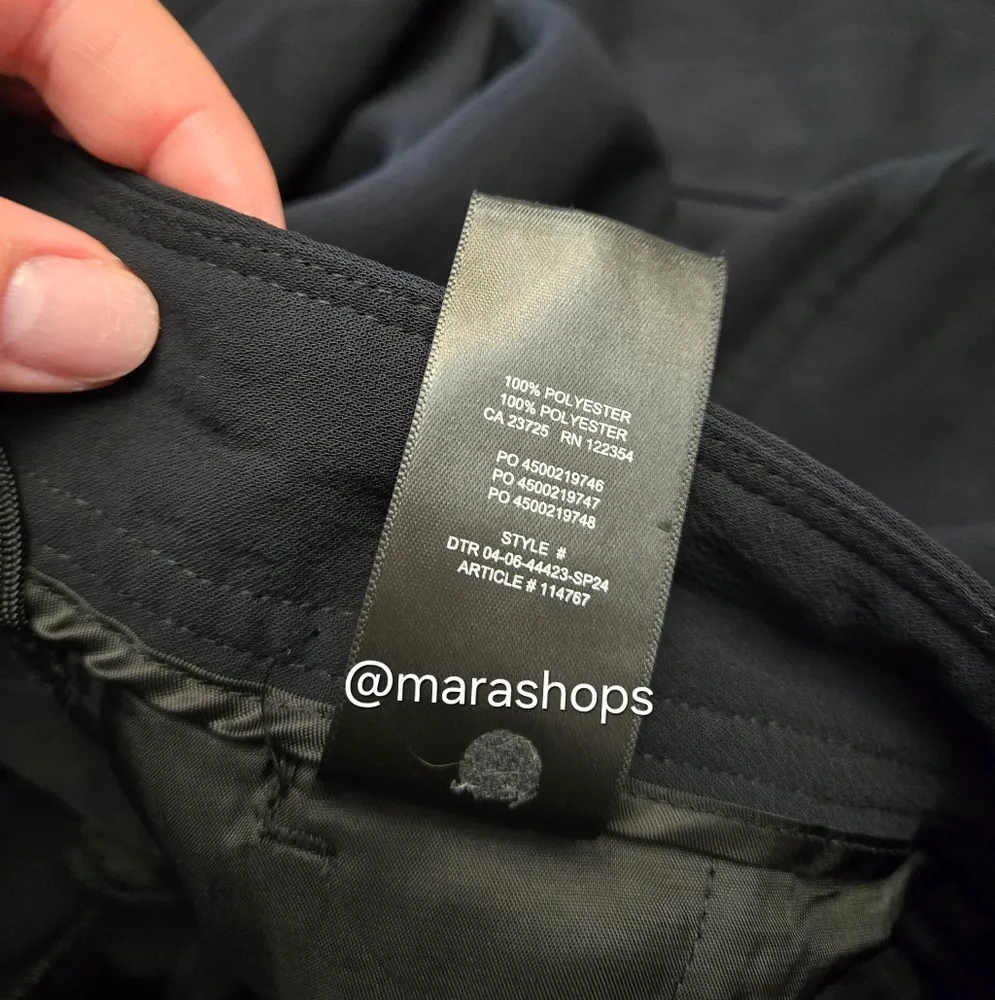 100% POLYESTER
100% POLYESTER
CA 23725 RN 122354
PO 4500219746
PO 4500219747
PO 4500219748
STYLE #
DTR 04-06-44423-SP24
ARTICLE # 114767
@marashops